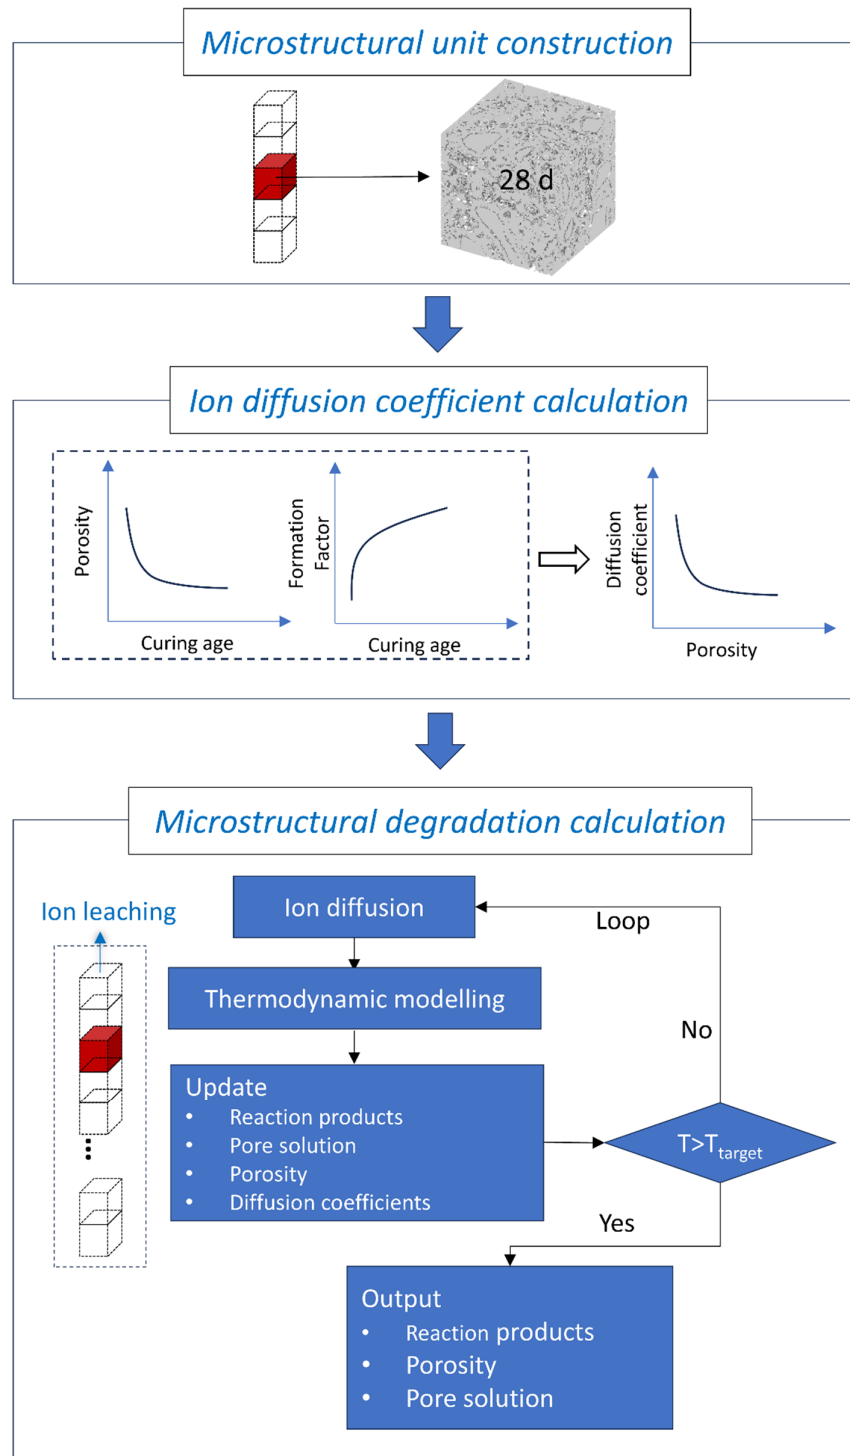 Microstructural unit construction
28 d
Ion diffusion coefficient calculation
Porosity
Curing age
Formation
Factor
Curing age
Diffusion
coefficient
Porosity
Microstructural degradation calculation
Ion leaching
Ion diffusion
Loop
Thermodynamic modelling
No
Update
• Reaction products
• Pore solution
• Porosity
• Diffusion coefficients
T>Ttarget
Yes
Output
• Reaction products
• Porosity
• Pore solution